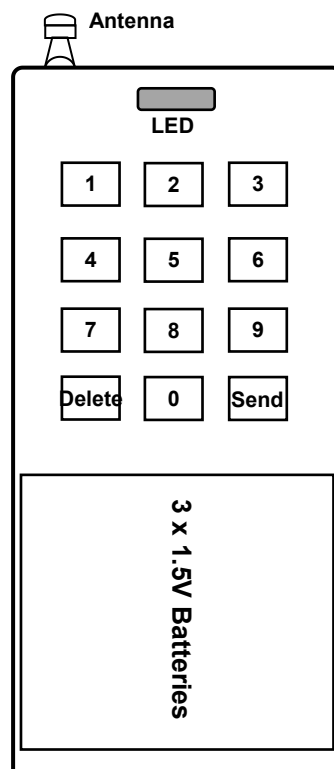 Antenna
LED
1 2 3
4 5 6
7 8 9
Delete 0 Send
3 x 1.5V Batteries